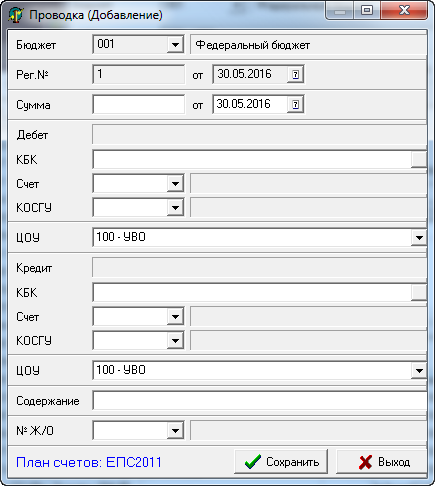 Проводка (Добавление)
Бюджет 001 Федеральный бюджет
Рег.№ 1 от 30.05.2016 ?
Сумма от 30.05.2016 ?
Дебет
КБК
Счет
КОСГУ
ЦОУ 100 - УВО
Кредит
КБК
Счет
КОСГУ
ЦОУ 100 - УВО
Содержание
№ Ж/О
План счетов: ЕПС2011 Сохранить Выход